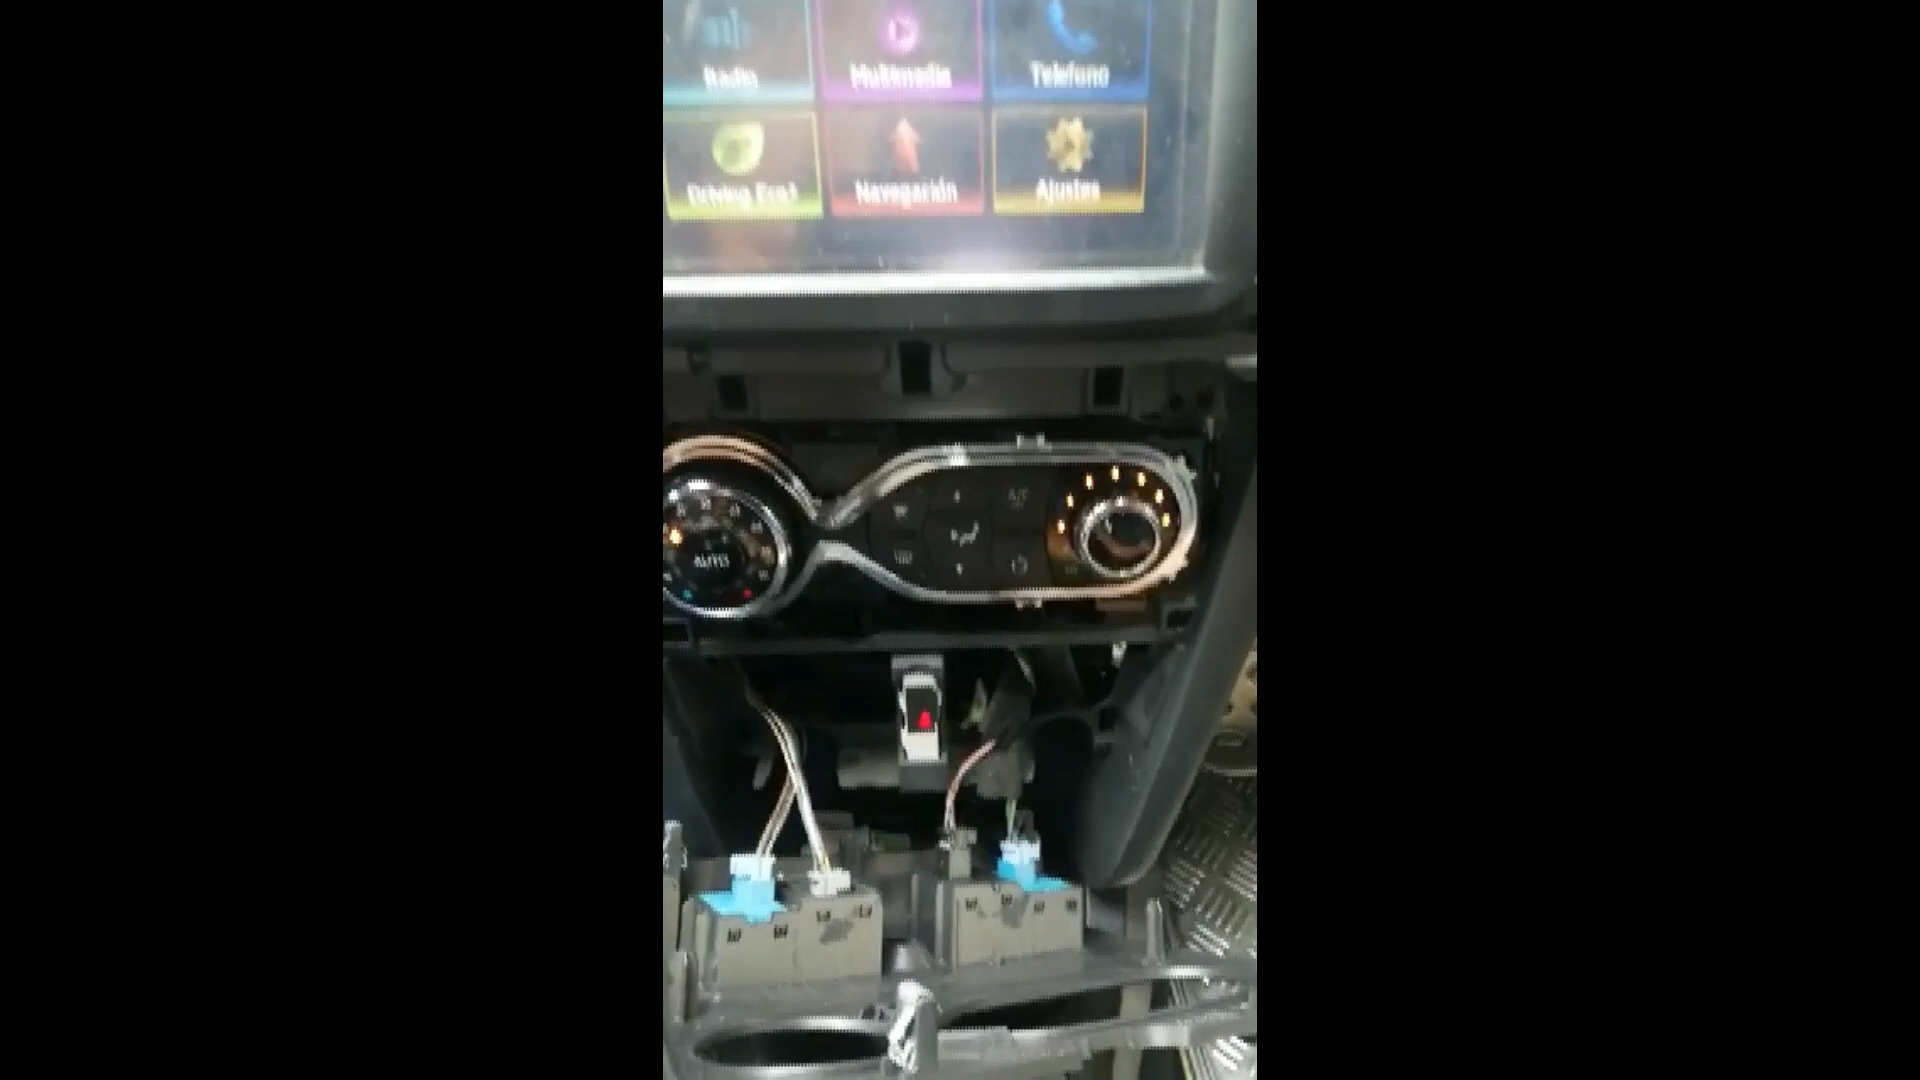 Radio Multimedia Teléfono
Driving Eco2 Navegación Ajustes
A/C
AUTO